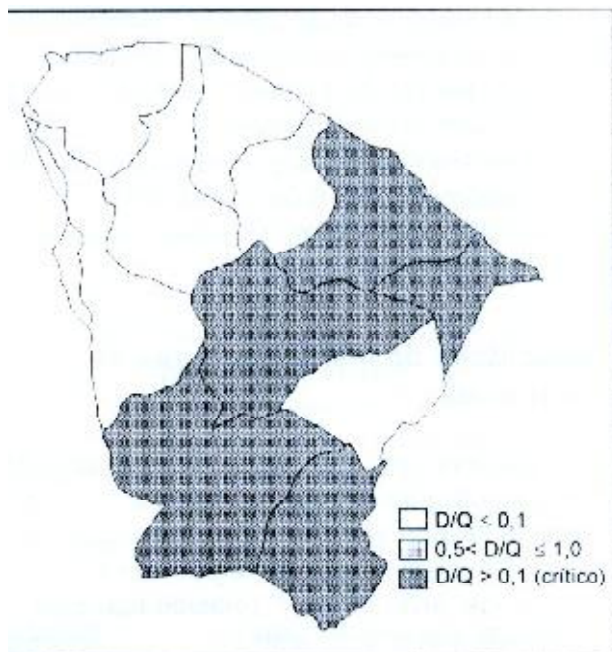 D/Q < 0,1
0,5< D/Q ≤ 1,0
D/Q > 0,1 (crítico)